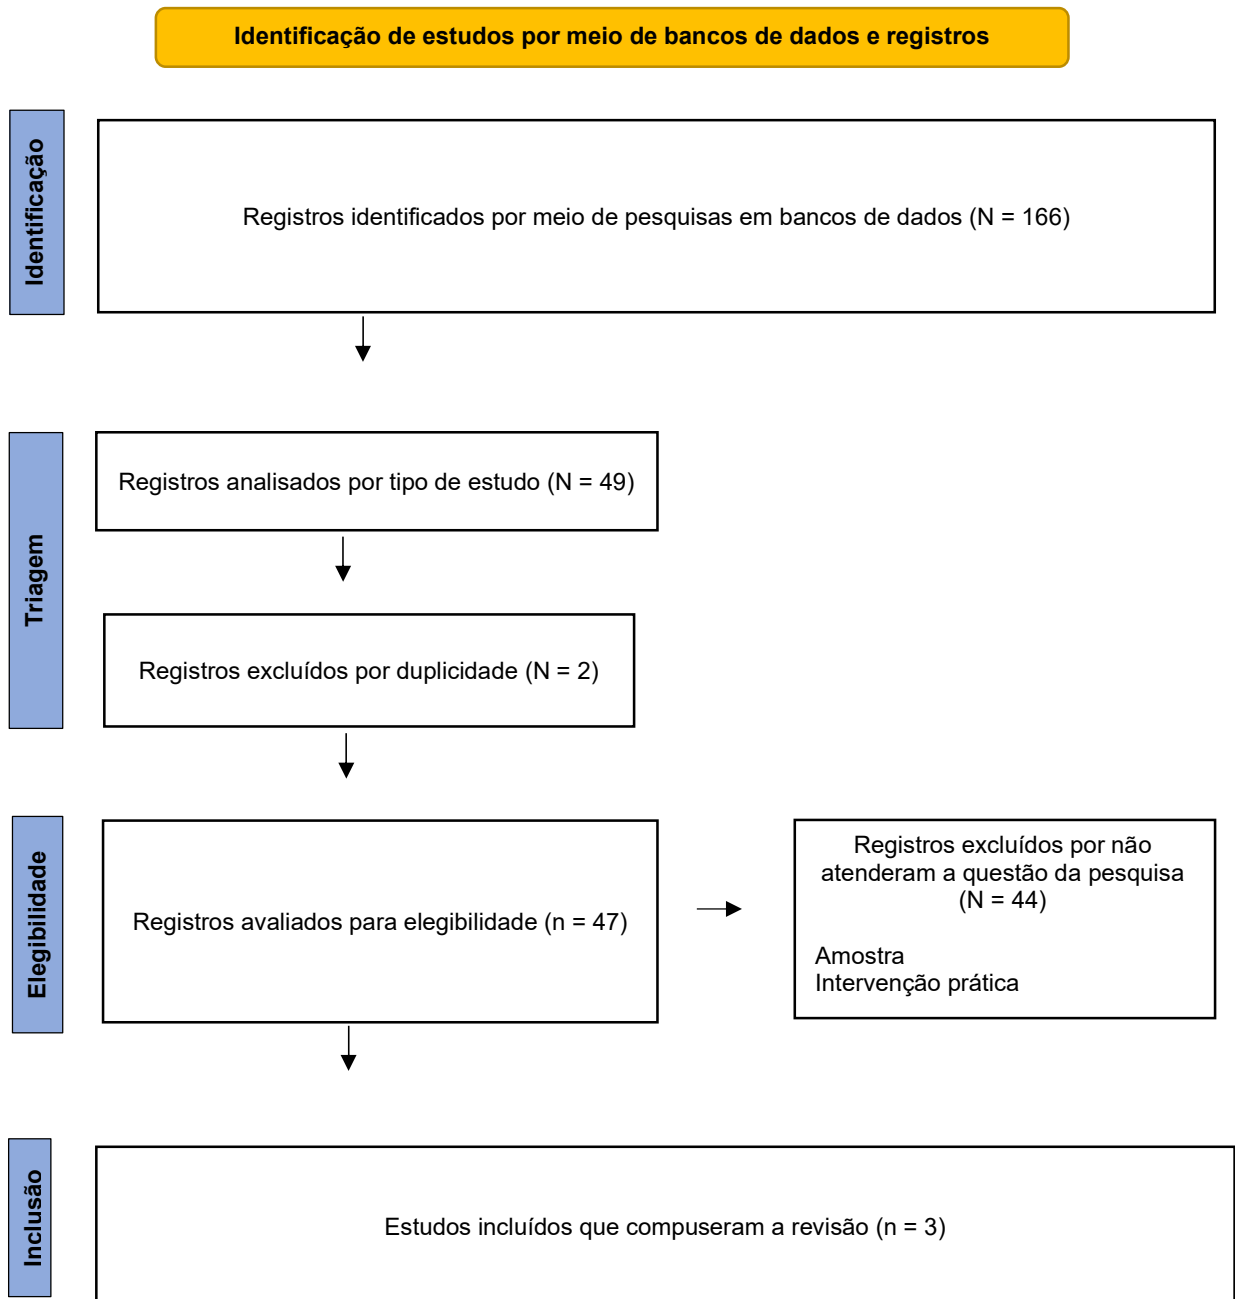 Identificação de estudos por meio de bancos de dados e registros
Identificação
Registros identificados por meio de pesquisas em bancos de dados (N = 166)
Triagem
Registros analisados por tipo de estudo (N = 49)
Registros excluídos por duplicidade (N = 2)
Elegibilidade
Registros avaliados para elegibilidade (n = 47)
Registros excluídos por não
atenderam a questão da pesquisa
(N = 44)
Amostra
Intervenção prática
Inclusão
Estudos incluídos que compuseram a revisão (n = 3)